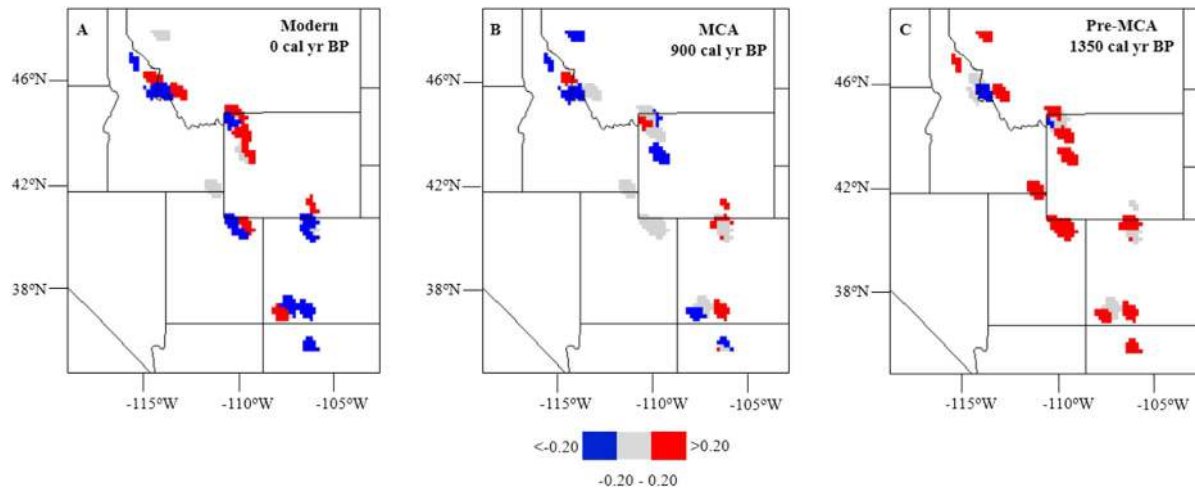 A
Modern
0 cal yr BP
46°N
42°N
38°N
-115°W
-110°W
-105°W
B
MCA
900 cal yr BP
46°N
42°N
38°N
-115°W
-110°W
-105°W
C
Pre-MCA
1350 cal yr BP
46°N
42°N
38°N
-115°W
-110°W
-105°W
<-0.20
>0.20
-0.20 - 0.20